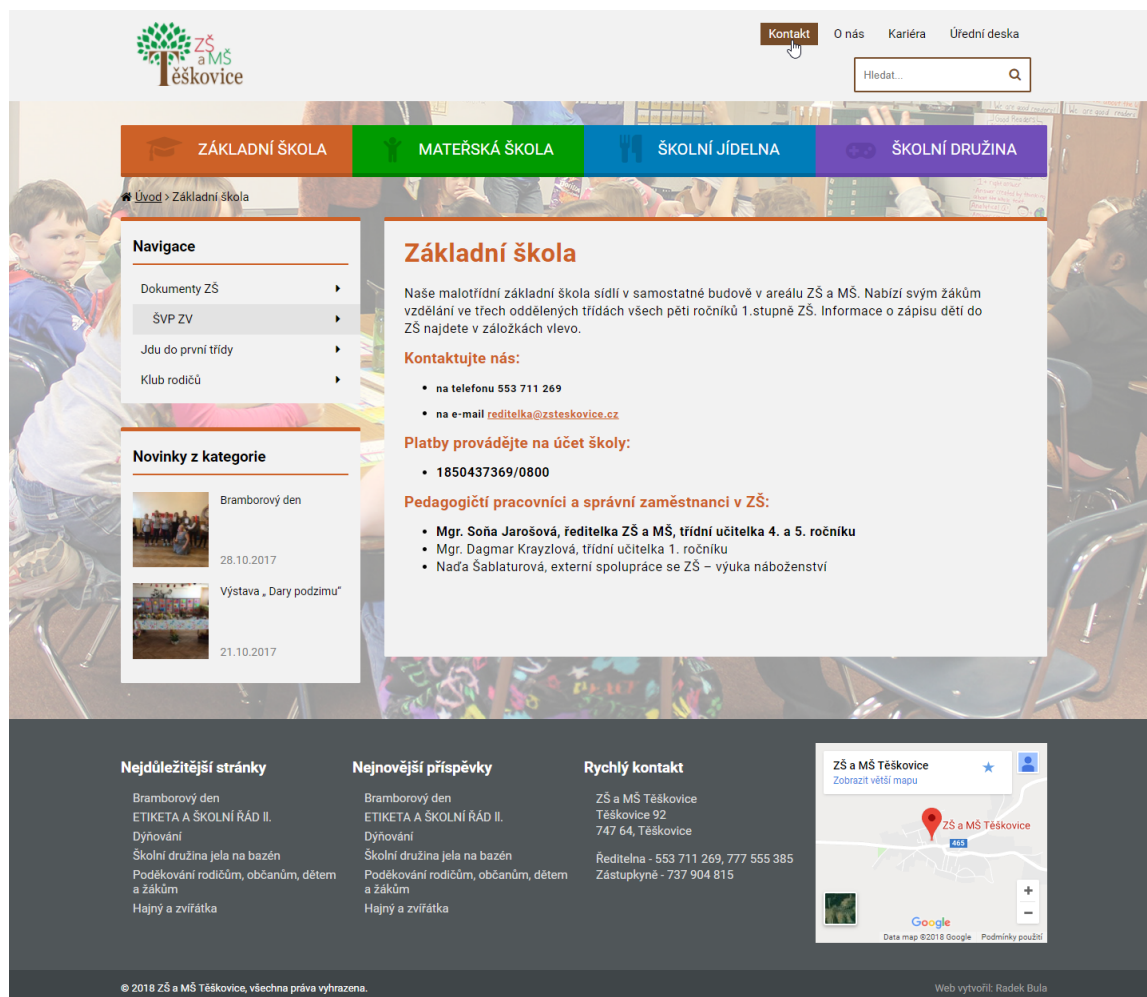 ZŠ
a MŠ
Těškovice
Kontakt
O nás
Kariéra
Úřední deska
Hledat...
ZÁKLADNÍ ŠKOLA
MATEŘSKÁ ŠKOLA
ŠKOLNÍ JÍDELNA
ŠKOLNÍ DRUŽINA
Úvod › Základní škola
Navigace
Dokumenty ZŠ
ŠVP ZV
Jdu do první třídy
Klub rodičů
Novinky z kategorie
Bramborový den
28.10.2017
Výstava „ Dary podzimu“
21.10.2017
Základní škola
Naše malotřídní základní škola sídlí v samostatné budově v areálu ZŠ a MŠ. Nabízí svým žákům
vzdělání ve třech oddělených třídách všech pěti ročníků 1.stupně ZŠ. Informace o zápisu dětí do
ZŠ najdete v záložkách vlevo.
Kontaktujte nás:
• na telefonu 553 711 269
• na e-mail reditelka@zsteskovice.cz
Platby provádějte na účet školy:
• 1850437369/0800
Pedagogičtí pracovníci a správní zaměstnanci v ZŠ:
• Mgr. Soňa Jarošová, ředitelka ZŠ a MŠ, třídní učitelka 4. a 5. ročníku
• Mgr. Dagmar Krayzlová, třídní učitelka 1. ročníku
• Naďa Šablaturová, externí spolupráce se ZŠ – výuka náboženství
Nejdůležitější stránky
Bramborový den
ETIKETA A ŠKOLNÍ ŘÁD II.
Dýňování
Školní družina jela na bazén
Poděkování rodičům, občanům, dětem
a žákům
Hajný a zvířátka
Nejnovější příspěvky
Bramborový den
ETIKETA A ŠKOLNÍ ŘÁD II.
Dýňování
Školní družina jela na bazén
Poděkování rodičům, občanům, dětem
a žákům
Hajný a zvířátka
Rychlý kontakt
ZŠ a MŠ Těškovice
Těškovice 92
747 64, Těškovice
Ředitelna - 553 711 269, 777 555 385
Zástupkyně - 737 904 815
ZŠ a MŠ Těškovice
Zobrazit větší mapu
ZŠ a MŠ Těškovice
465
+
−
Google
Data map ©2018 Google
Podmínky použití
© 2018 ZŠ a MŠ Těškovice, všechna práva vyhrazena.
Web vytvořil: Radek Bula